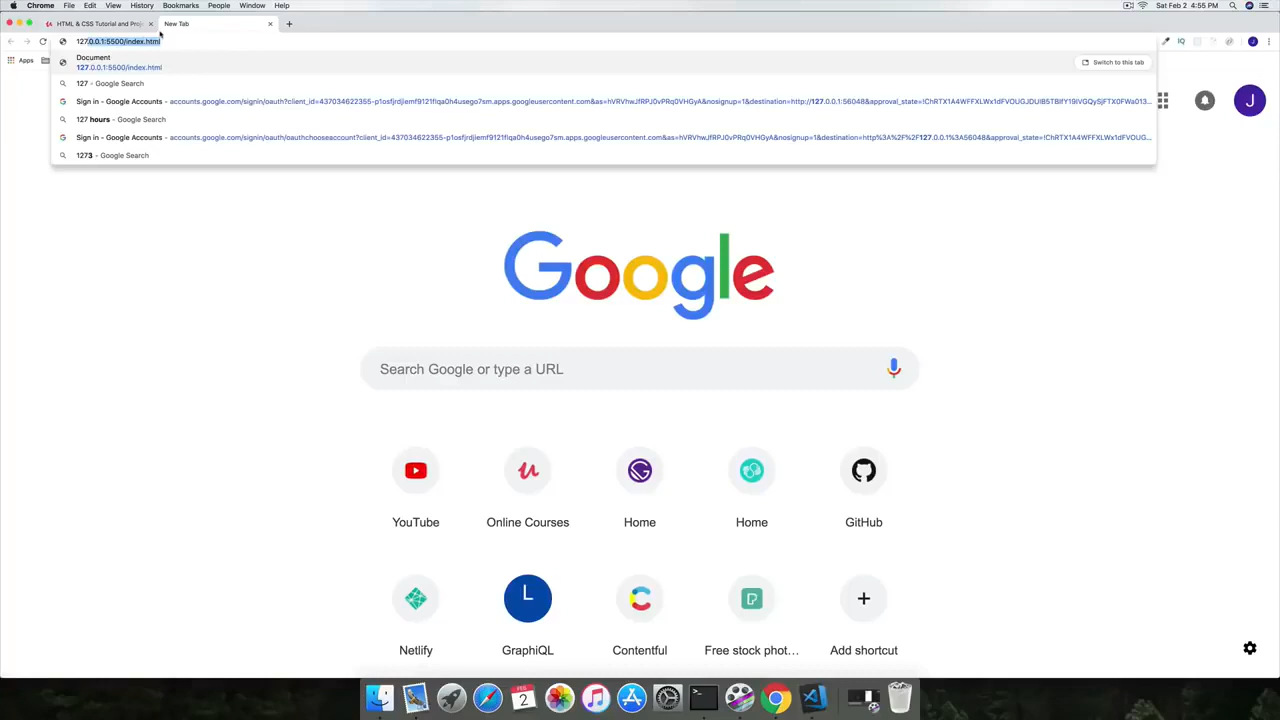 Chrome File Edit View History Bookmarks People Window Help Sat Feb 2 4:55 PM
HTML & CSS Tutorial and Proj New Tab
127.0.0.1:5500/index.html
Apps
Document
127.0.0.1:5500/index.html Switch to this tab
127 - Google Search
Sign in - Google Accounts -
127 hours - Google Search
Sign in - Google Accounts -
1273 - Google Search
Google
Search Google or type a URL
YouTube Online Courses Home Home GitHub
L
Netlify GraphiQL Contentful Free stock phot... Add shortcut
FEB
2